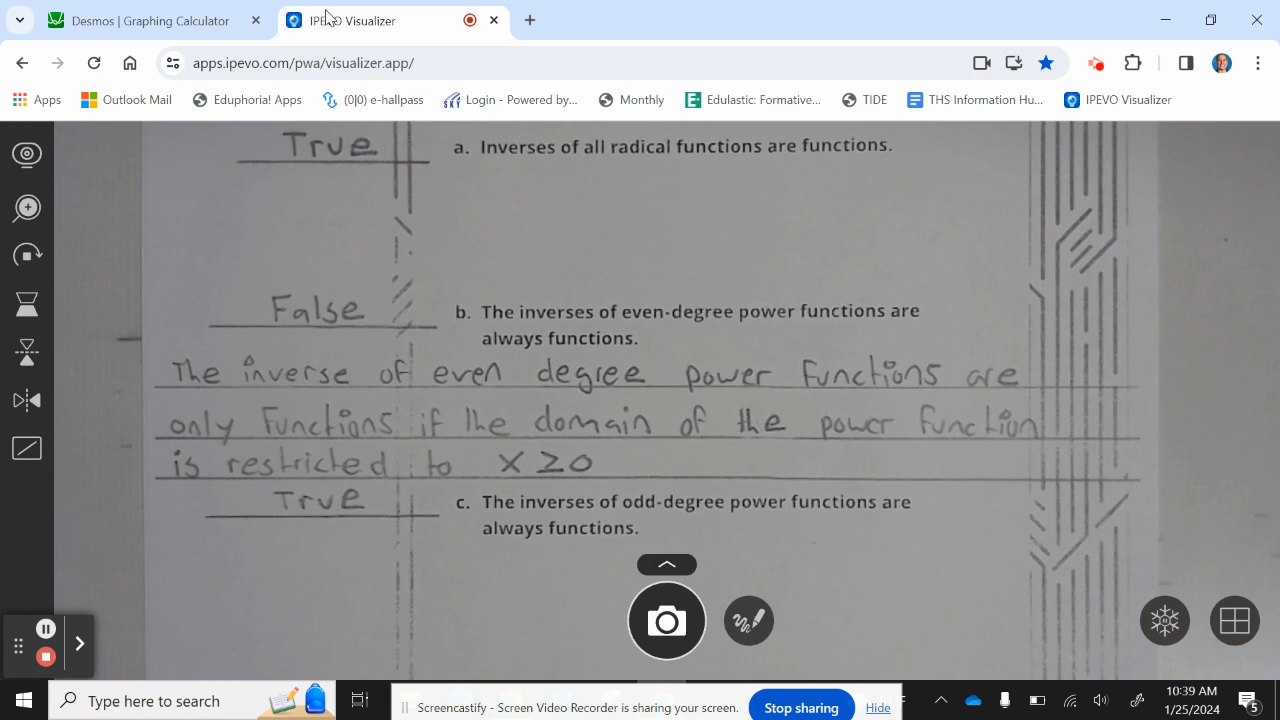 Desmos | Graphing Calculator
IPEVO Visualizer
apps.ipevo.com/pwa/visualizer.app/
Apps
Outlook Mail
Eduphoria! Apps
(0|0) e-hallpass
Login - Powered by...
Monthly
Edulastic: Formative...
TIDE
THS Information Hu...
IPEVO Visualizer
True a. Inverses of all radical functions are functions.
False b. The inverses of even-degree power functions are
always functions.
The inverse of even degree power functions are
only functions if the domain of the power function
is restricted to x ≥ 0
True c. The inverses of odd-degree power functions are
always functions.
Type here to search
Screencastify - Screen Video Recorder is sharing your screen.
Stop sharing
Hide
10:39 AM
1/25/2024
5